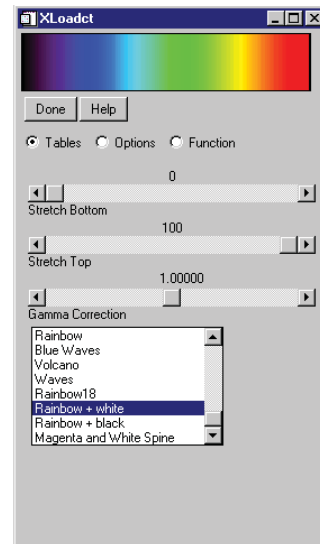 XLoadct
Done Help
Tables Options Function
0
Stretch Bottom
100
Stretch Top
1.00000
Gamma Correction
Rainbow
Blue Waves
Volcano
Waves
Rainbow18
Rainbow + white
Rainbow + black
Magenta and White Spine